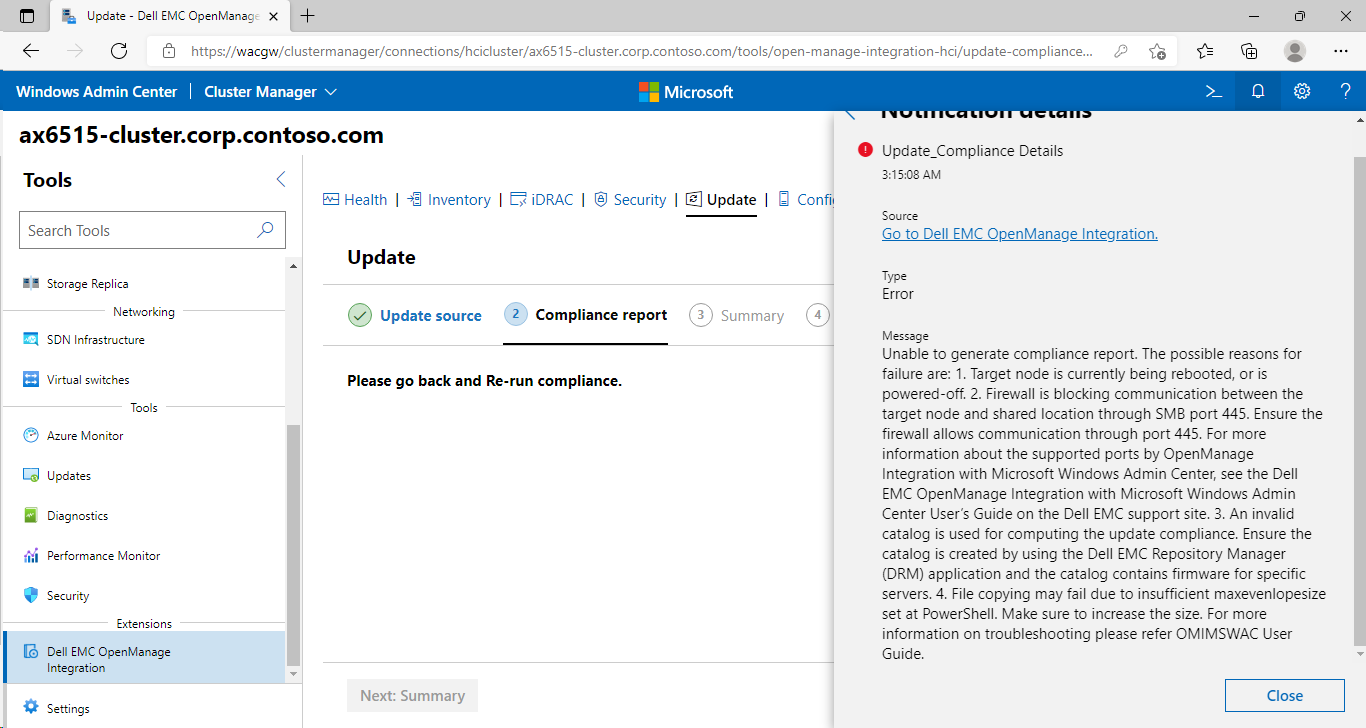 Update - Dell EMC OpenManage
https://wacgw/clustermanager/connections/hcicluster/ax6515-cluster.corp.contoso.com/tools/open-manage-integration-hci/update-compliance...
Windows Admin Center
Cluster Manager
Microsoft
?
ax6515-cluster.corp.contoso.com
Tools
Search Tools
Storage Replica
Networking
SDN Infrastructure
Virtual switches
Tools
Azure Monitor
Updates
Diagnostics
Performance Monitor
Security
Extensions
Dell EMC OpenManage
Integration
Settings
Health | Inventory | iDRAC | Security | Update | Confi
Update
Update source
2 Compliance report
3 Summary
4
Please go back and Re-run compliance.
Next: Summary
Notification details
Update_Compliance Details
3:15:08 AM
Source
Go to Dell EMC OpenManage Integration.
Type
Error
Message
Unable to generate compliance report. The possible reasons for
failure are: 1. Target node is currently being rebooted, or is
powered-off. 2. Firewall is blocking communication between the
target node and shared location through SMB port 445. Ensure the
firewall allows communication through port 445. For more
information about the supported ports by OpenManage
Integration with Microsoft Windows Admin Center, see the Dell
EMC OpenManage Integration with Microsoft Windows Admin
Center User’s Guide on the Dell EMC support site. 3. An invalid
catalog is used for computing the update compliance. Ensure the
catalog is created by using the Dell EMC Repository Manager
(DRM) application and the catalog contains firmware for specific
servers. 4. File copying may fail due to insufficient maxevenlopesize
set at PowerShell. Make sure to increase the size. For more
information on troubleshooting please refer OMIMSWAC User
Guide.
Close